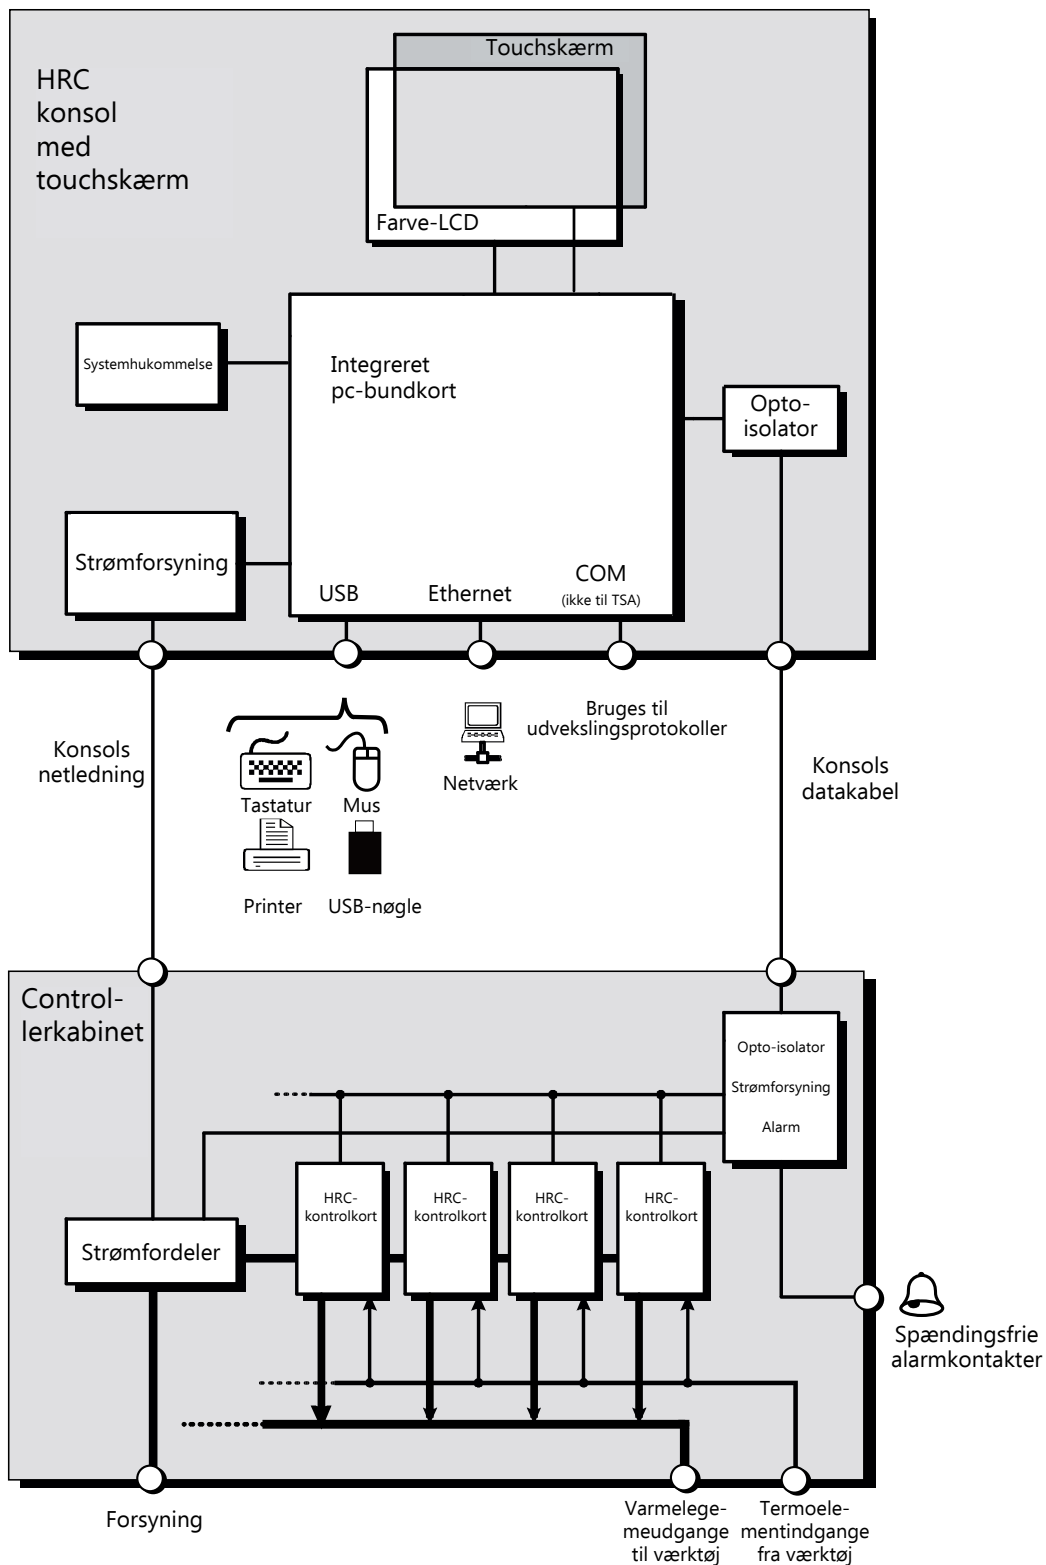 Touchskærm
HRC
konsol
med
touchskærm
Farve-LCD
Systemhukommelse
Integreret
pc-bundkort
Opto-
isolator
Strømforsyning
USB
Ethernet
COM
(ikke til TSA)
Konsols
netledning
Tastatur
Mus
Printer
USB-nøgle
Netværk
Bruges til
udvekslingsprotokoller
Konsols
datakabel
Control-
lerkabinet
Opto-isolator
Strømforsyning
Alarm
HRC-
kontrolkort
HRC-
kontrolkort
HRC-
kontrolkort
HRC-
kontrolkort
Strømfordeler
Spændingsfrie
alarmkontakter
Forsyning
Varmelege-
meudgange
til værktøj
Termoele-
mentindgange
fra værktøj